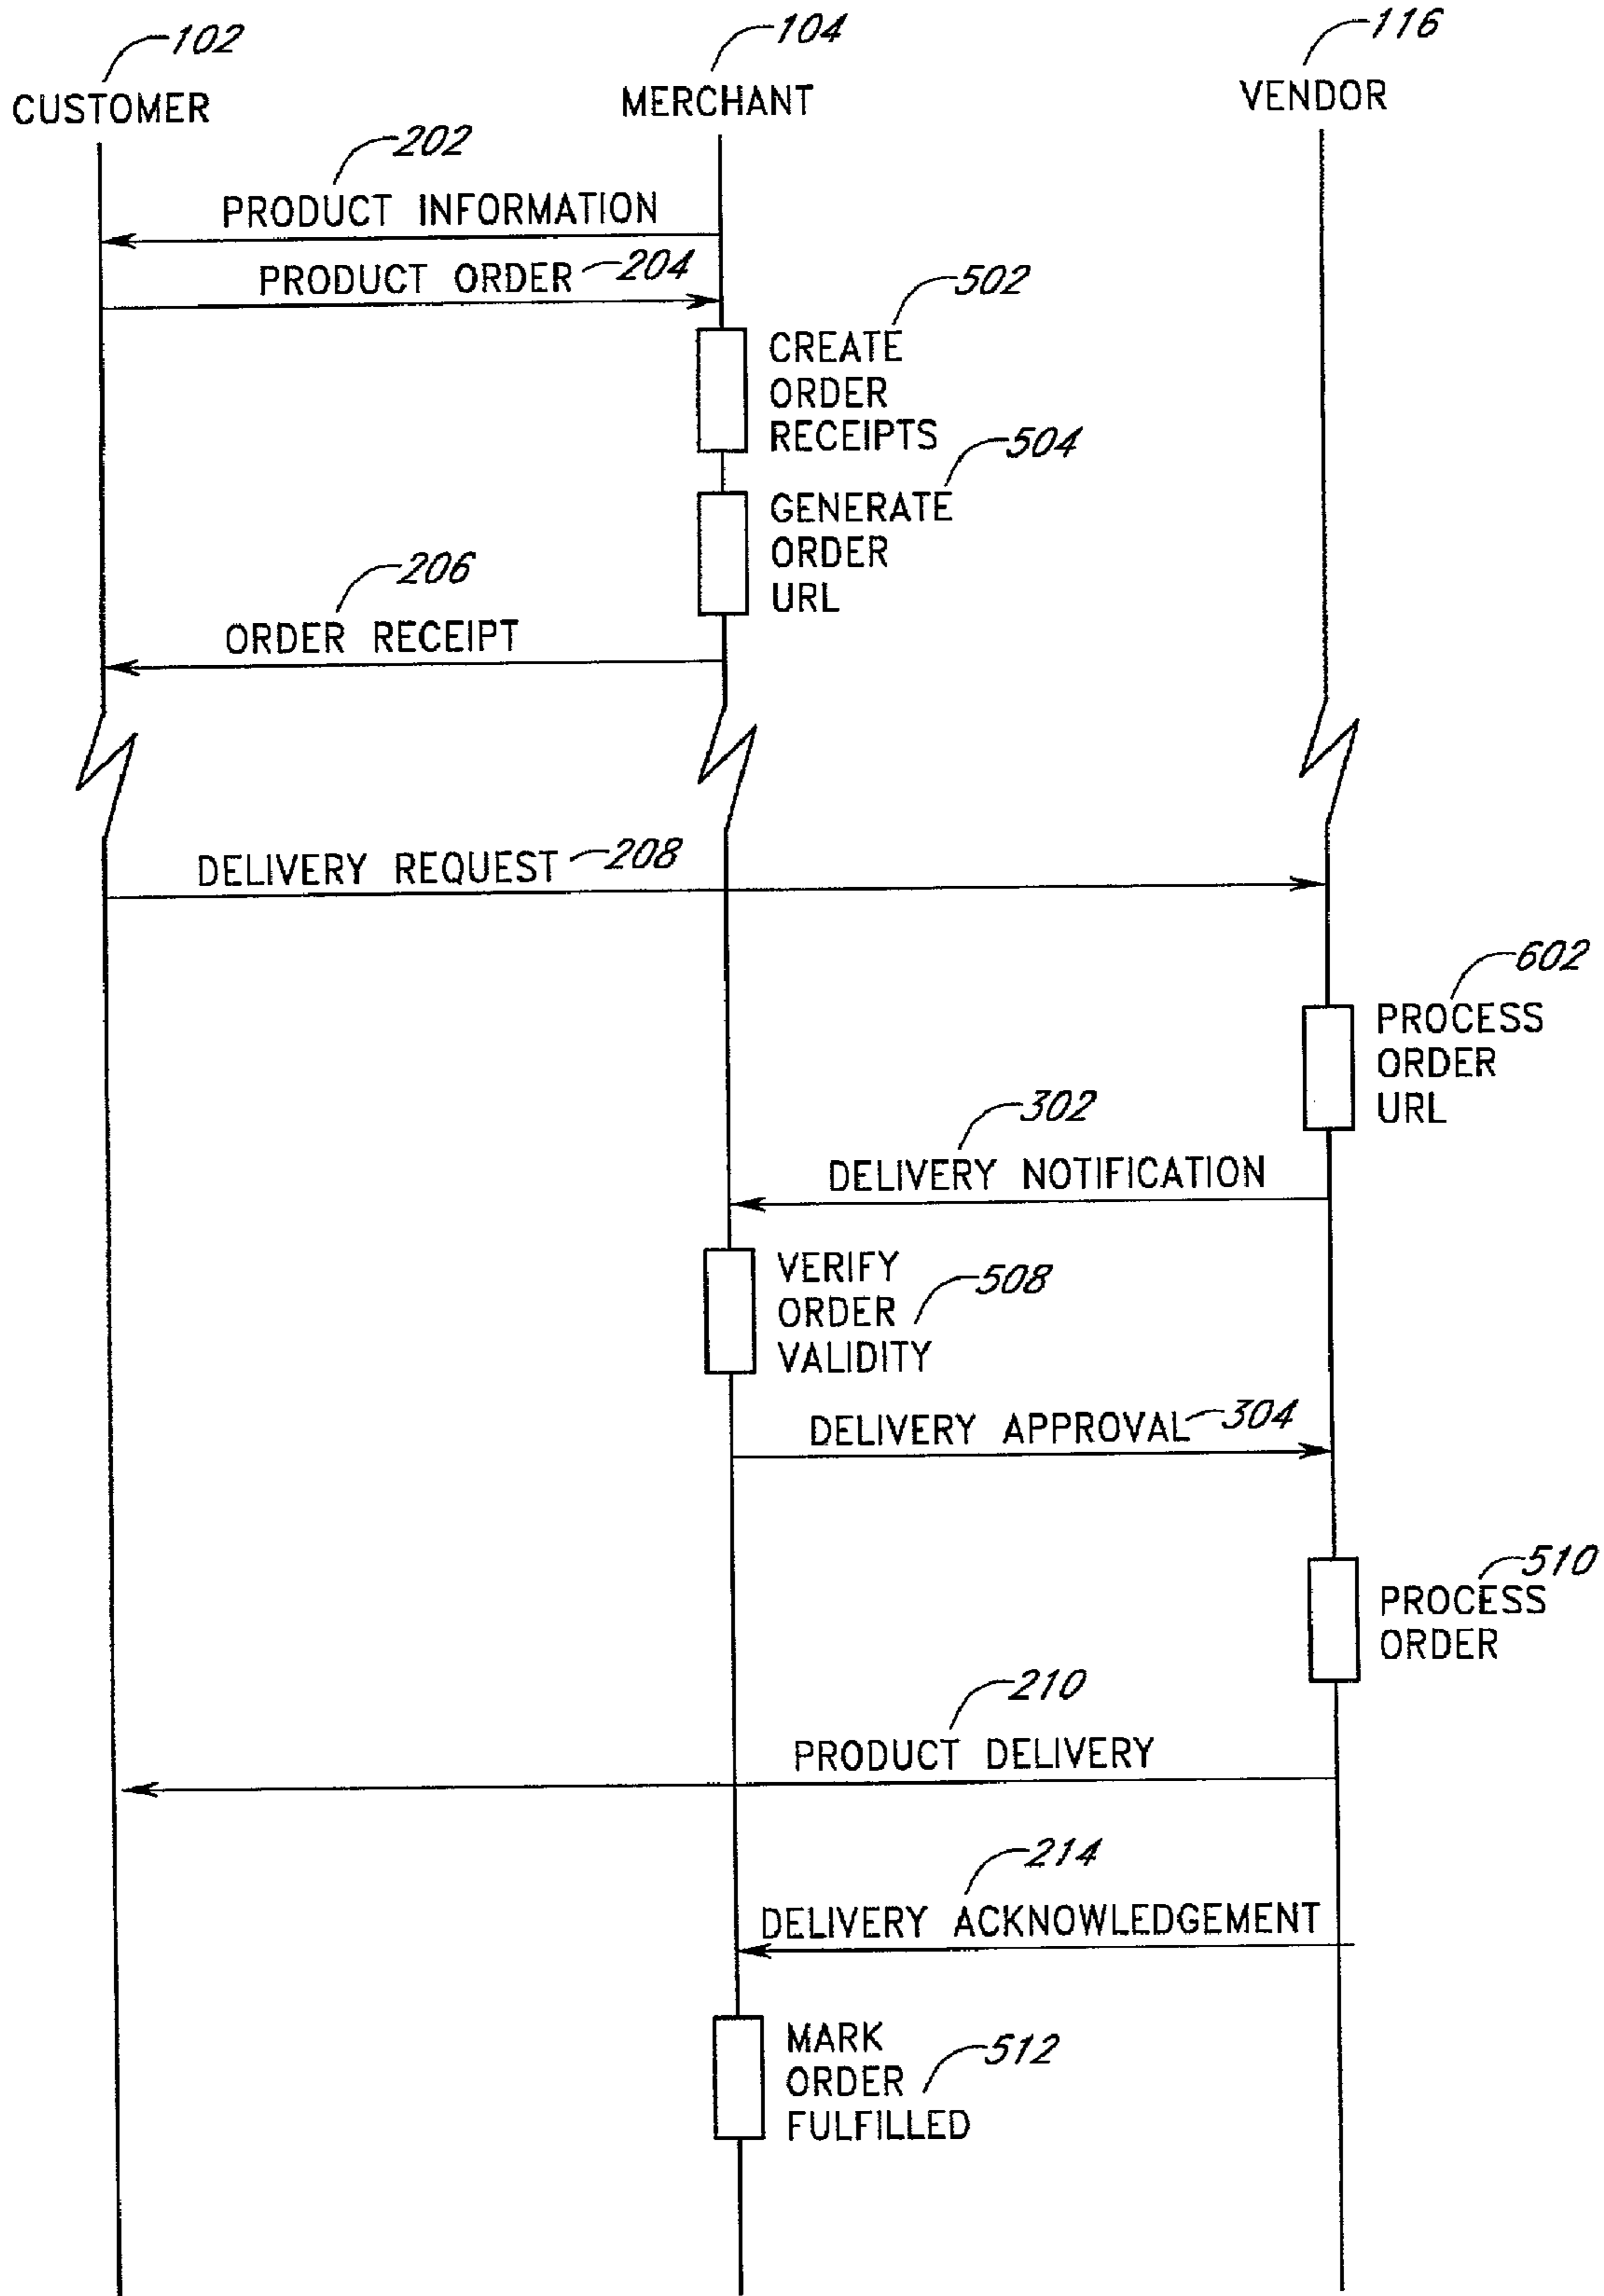 102
104
116
CUSTOMER
MERCHANT
VENDOR
202
PRODUCT INFORMATION
PRODUCT ORDER 204
502
CREATE
ORDER
RECEIPTS
504
GENERATE
ORDER
URL
206
ORDER RECEIPT
DELIVERY REQUEST 208
602
PROCESS
ORDER
URL
302
DELIVERY NOTIFICATION
VERIFY
ORDER
VALIDITY
508
DELIVERY APPROVAL 304
510
PROCESS
ORDER
210
PRODUCT DELIVERY
214
DELIVERY ACKNOWLEDGEMENT
MARK
ORDER
FULFILLED
512